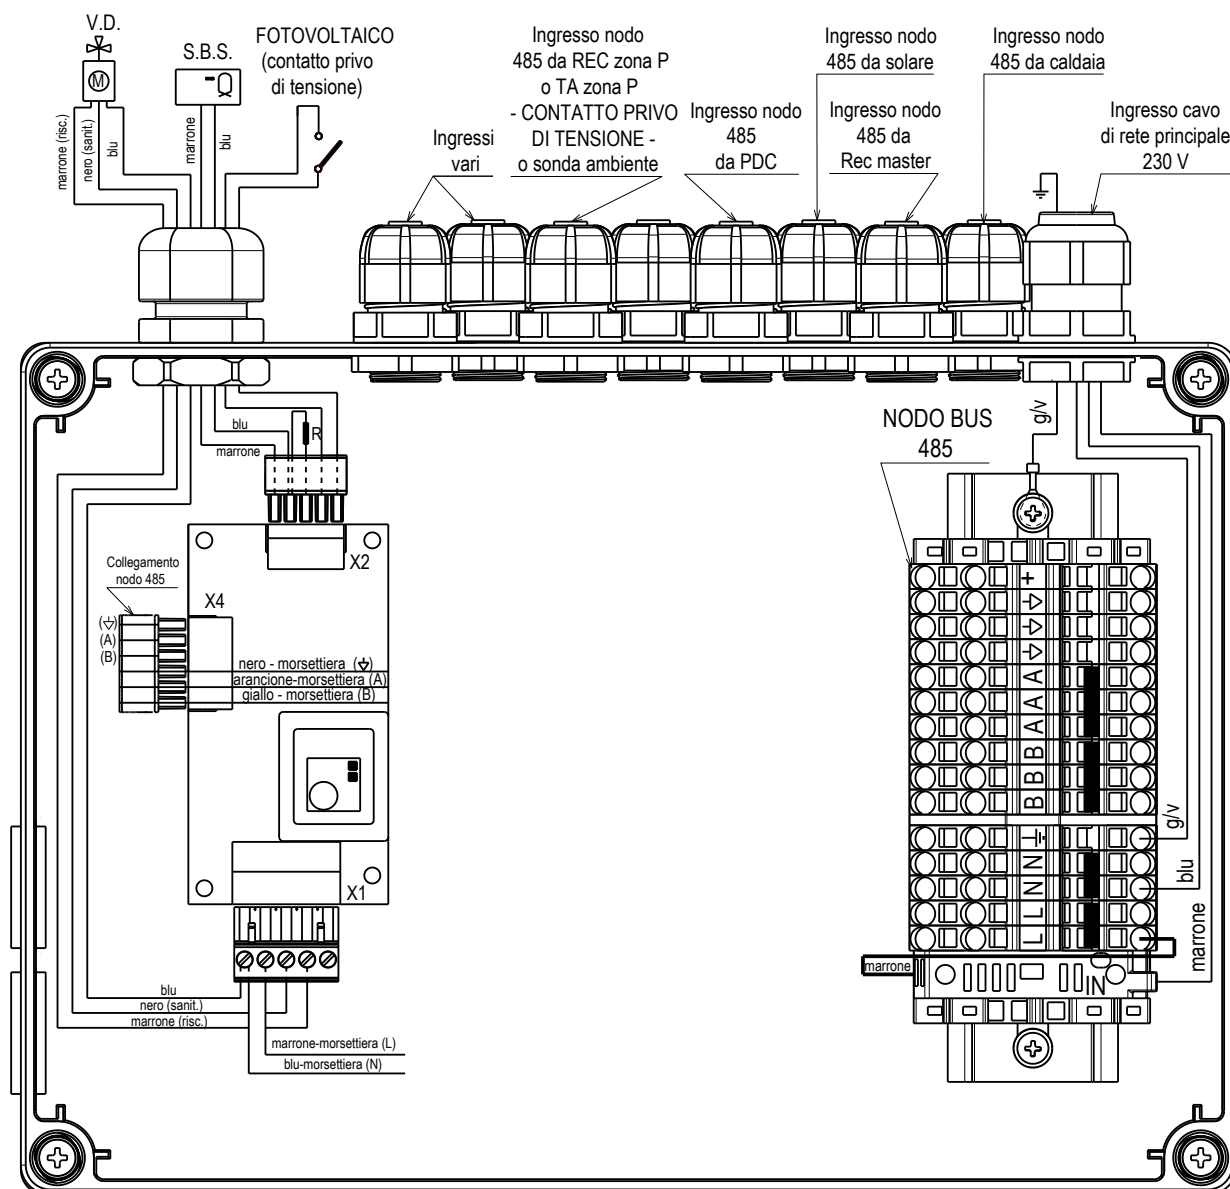 V.D.
M
S.B.S.
FOTOVOLTAICO
(contatto privo
di tensione)
marrone (risc.)
nero (sanit.)
blu
marrone
blu
Ingressi
vari
Ingresso nodo
485 da REC zona P
o TA zona P
- CONTATTO PRIVO
DI TENSIONE -
o sonda ambiente
Ingresso nodo
485
da PDC
Ingresso nodo
485 da solare
Ingresso nodo
485 da
Rec master
Ingresso nodo
485 da caldaia
Ingresso cavo
di rete principale
230 V
blu
marrone
R
X2
Collegamento
nodo 485
X4
(A)
(B)
nero - morsettiera
arancione-morsettiera (A)
giallo - morsettiera (B)
X1
blu
nero (sanit.)
marrone (risc.)
marrone-morsettiera (L)
blu-morsettiera (N)
NODO BUS
485
g/v
+
A
A
A
B
B
B
N
N
L
L
g/v
blu
marrone
marrone
IN